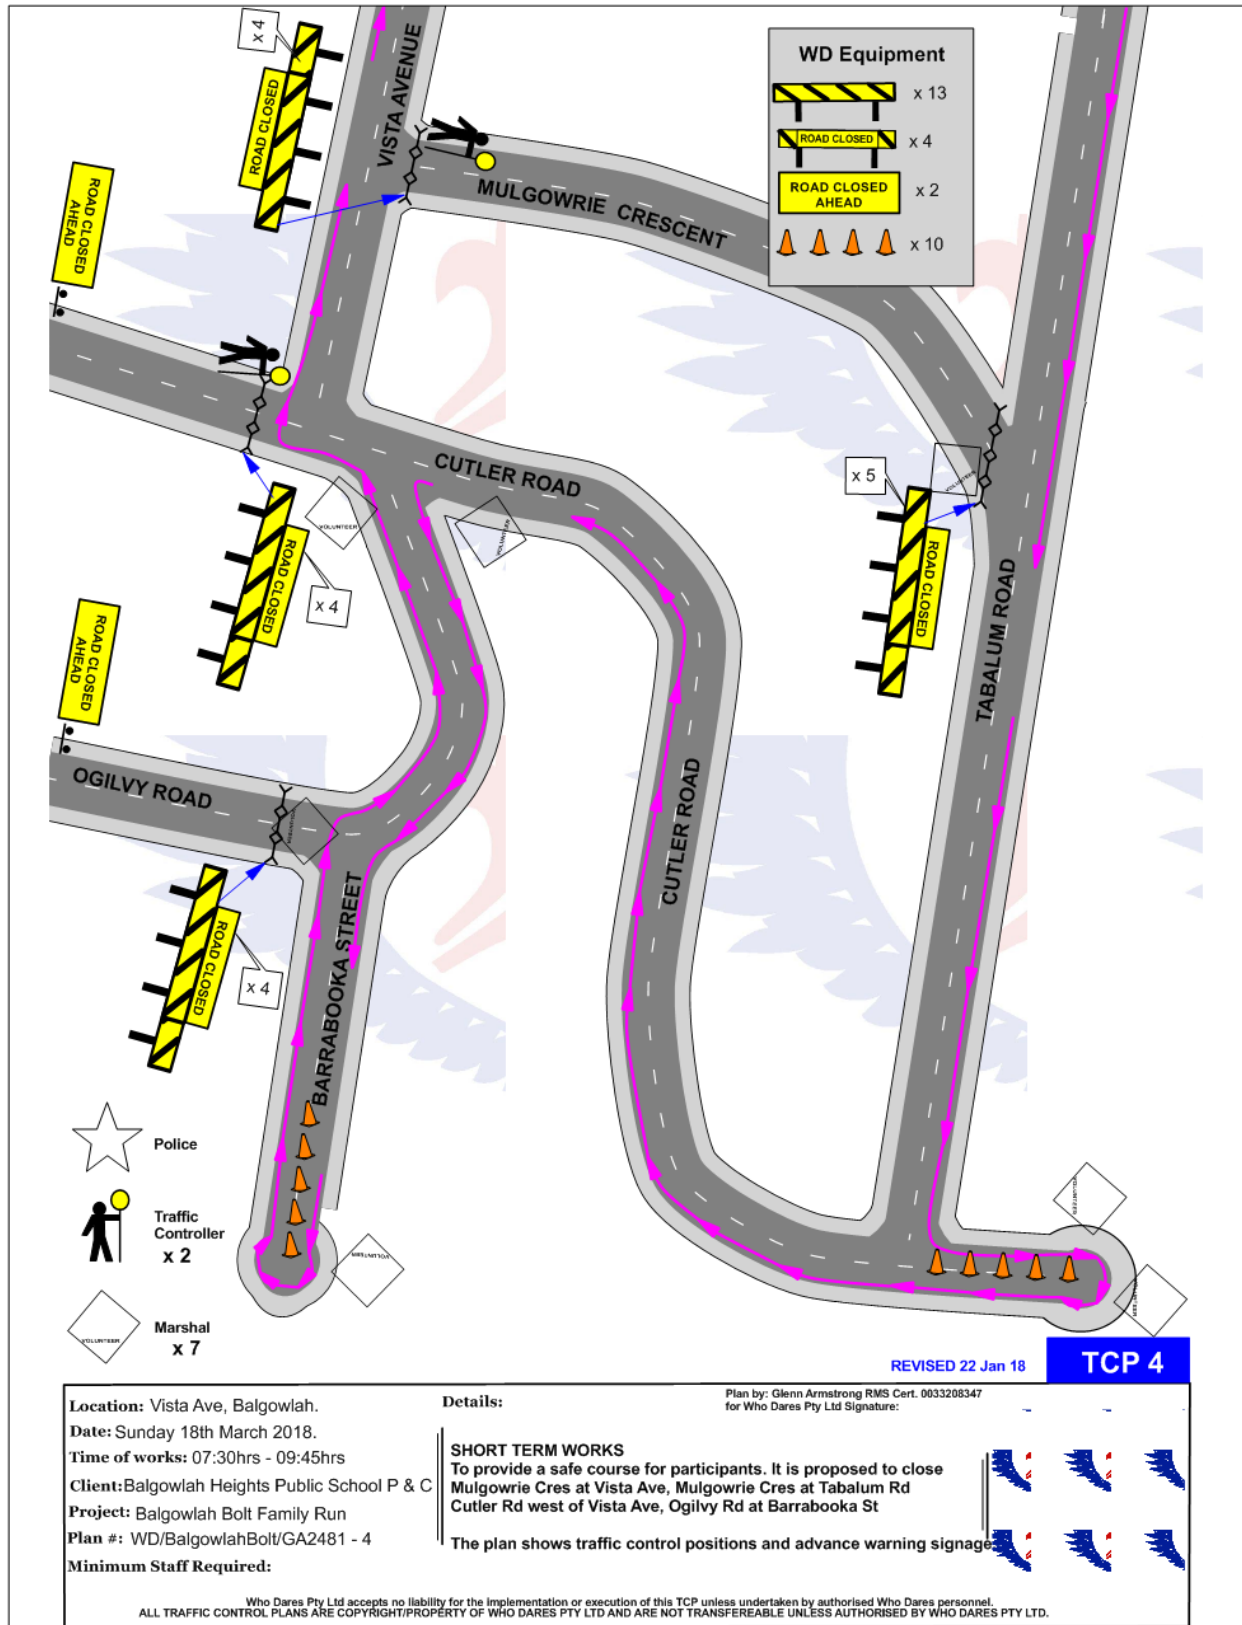 x 4
ROAD CLOSED
VISTA AVENUE
WD Equipment
x 13
ROAD CLOSED
x 4
ROAD CLOSED
AHEAD
x 2
x 10
ROAD CLOSED
AHEAD
MULGOWRIE CRESCENT
CUTLER ROAD
x 5
ROAD CLOSED
VOLUNTEER
VOLUNTEER
VOLUNTEER
ROAD CLOSED
x 4
TABALUM ROAD
ROAD CLOSED
AHEAD
OGILVY ROAD
VOLUNTEER
CUTLER ROAD
ROAD CLOSED
x 4
BARRABOOKA STREET
Police
Traffic
Controller
x 2
VOLUNTEER
VOLUNTEER
VOLUNTEER
VOLUNTEER
Marshal
x 7
REVISED 22 Jan 18
TCP 4
Location: Vista Ave, Balgowlah.
Date: Sunday 18th March 2018.
Time of works: 07:30hrs - 09:45hrs
Client:Balgowlah Heights Public School P & C
Project: Balgowlah Bolt Family Run
Plan #: WD/BalgowlahBolt/GA2481 - 4
Minimum Staff Required:
Details:
Plan by: Glenn Armstrong RMS Cert. 0033208347
for Who Dares Pty Ltd Signature:
SHORT TERM WORKS
To provide a safe course for participants. It is proposed to close
Mulgowrie Cres at Vista Ave, Mulgowrie Cres at Tabalum Rd
Cutler Rd west of Vista Ave, Ogilvy Rd at Barrabooka St
The plan shows traffic control positions and advance warning signage
Who Dares Pty Ltd accepts no liability for the implementation or execution of this TCP unless undertaken by authorised Who Dares personnel.
ALL TRAFFIC CONTROL PLANS ARE COPYRIGHT/PROPERTY OF WHO DARES PTY LTD AND ARE NOT TRANSFEREABLE UNLESS AUTHORISED BY WHO DARES PTY LTD.